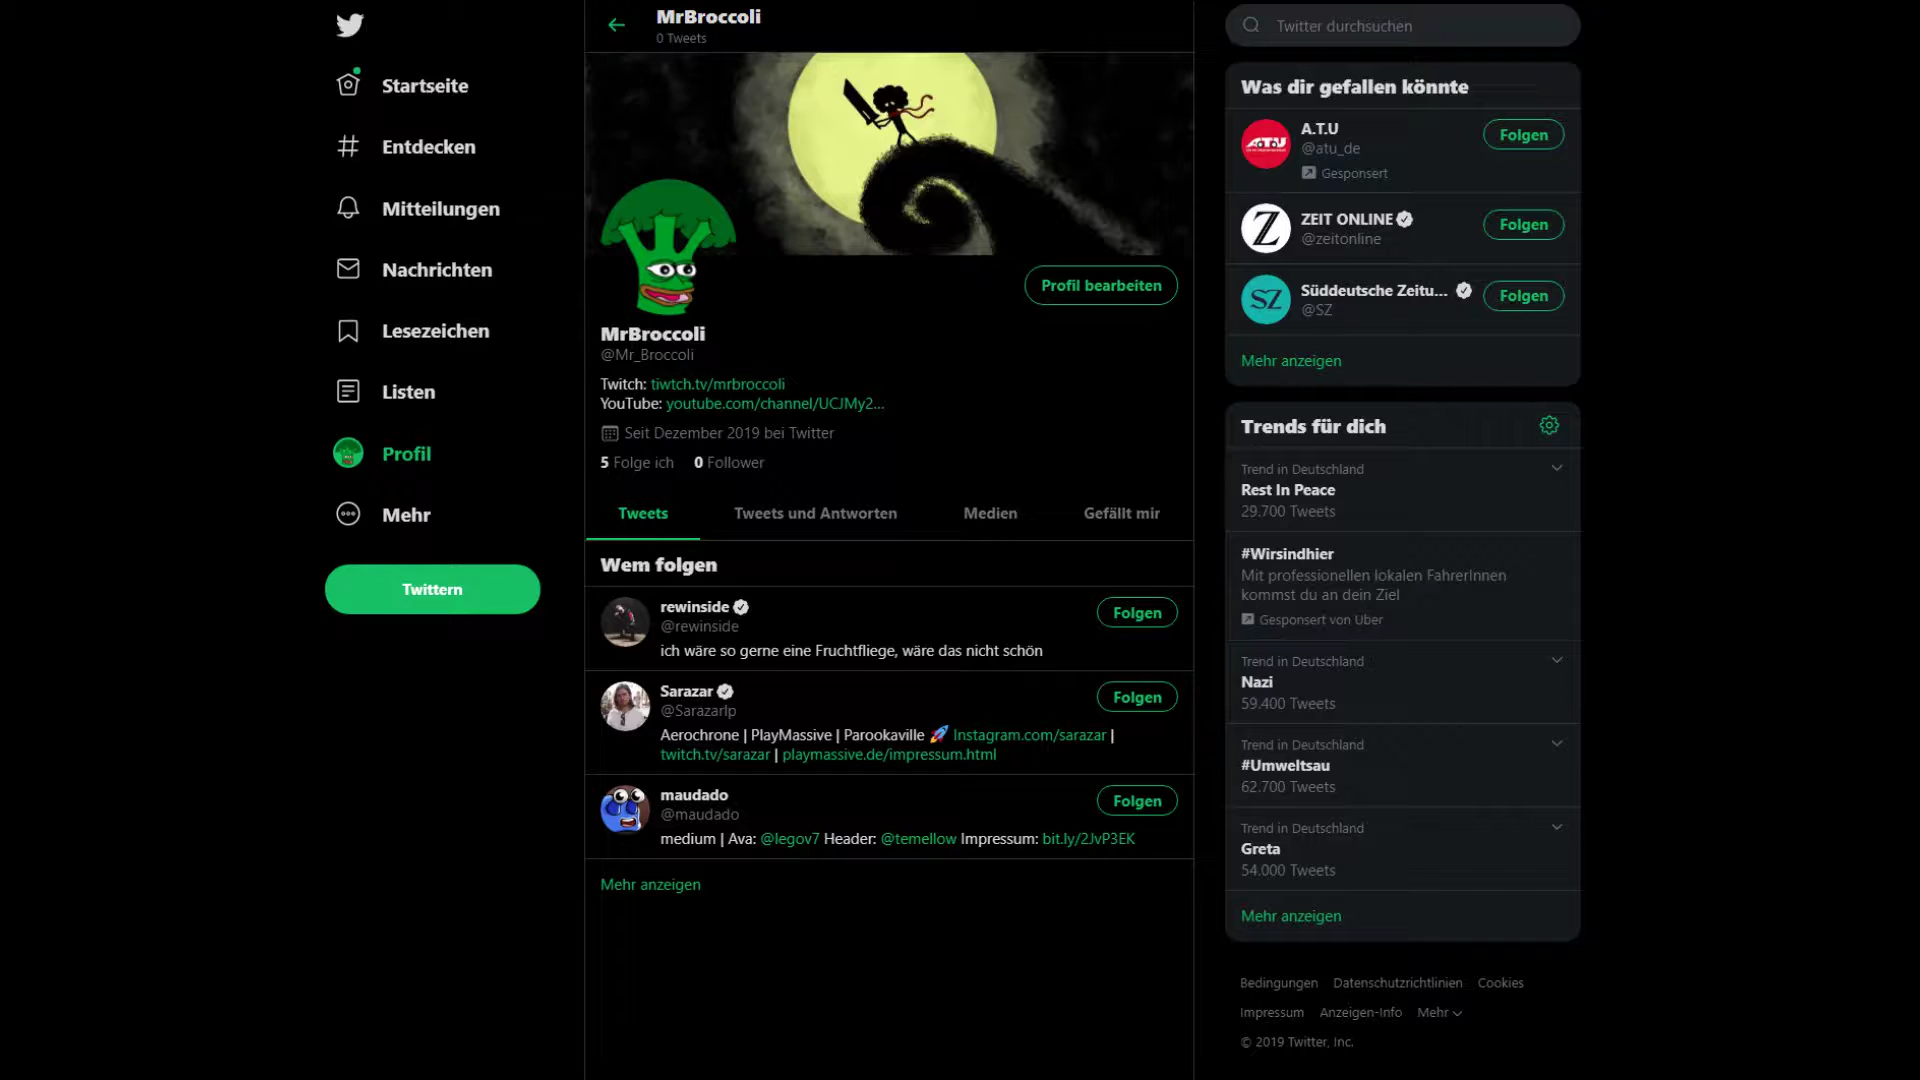 Startseite
Entdecken
Mitteilungen
Nachrichten
Lesezeichen
Listen
Profil
Mehr
Twittern
MrBroccoli
0 Tweets
Profil bearbeiten
MrBroccoli
@Mr_Broccoli
Twitch: tiwtch.tv/mrbroccoli
YouTube: youtube.com/channel/UCJMy2...
Seit Dezember 2019 bei Twitter
5 Folge ich 0 Follower
Tweets Tweets und Antworten Medien Gefällt mir
Wem folgen
rewinside
@rewinside
Folgen
ich wäre so gerne eine Fruchtfliege, wäre das nicht schön
Sarazar
@Sarazarlp
Folgen
Aerochrone | PlayMassive | Parookaville 🚀 Instagram.com/sarazar |
twitch.tv/sarazar | playmassive.de/impressum.html
maudado
@maudado
Folgen
medium | Ava: @legov7 Header: @temellow Impressum: bit.ly/2JvP3EK
Mehr anzeigen
Twitter durchsuchen
Was dir gefallen könnte
A.T.U
A.T.U
@atu_de
Folgen
Gesponsert
Z
ZEIT ONLINE
@zeitonline
Folgen
SZ
Süddeutsche Zeitu...
@SZ
Folgen
Mehr anzeigen
Trends für dich
Trend in Deutschland
Rest In Peace
29.700 Tweets
#Wirsindhier
Mit professionellen lokalen FahrerInnen
kommst du an dein Ziel
Gesponsert von Uber
Trend in Deutschland
Nazi
59.400 Tweets
Trend in Deutschland
#Umweltsau
62.700 Tweets
Trend in Deutschland
Greta
54.000 Tweets
Mehr anzeigen
Bedingungen Datenschutzrichtlinien Cookies
Impressum Anzeigen-Info Mehr
© 2019 Twitter, Inc.